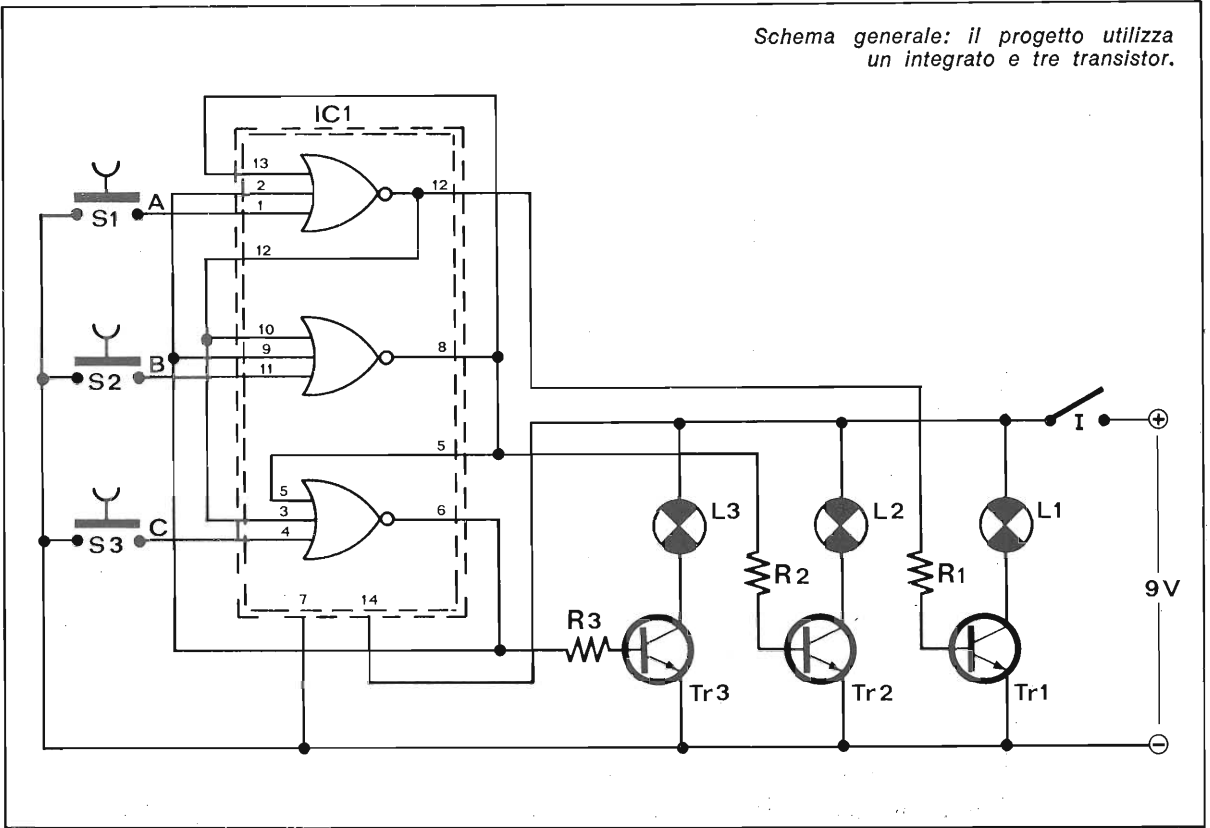 Schema generale: il progetto utilizza
un integrato e tre transistor.
IC1
13
2
12
A
1
S1
12
10
B
9
8
11
S2
5
5
C
3
6
4
S3
7
14
R3
L3
L2
L1
R2
R1
I
+
9V
Tr3
Tr2
Tr1
−